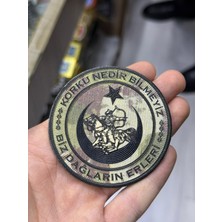 KORKU NEDİR BİLMEYİZ
BİZ DAĞLARIN ERLERİ